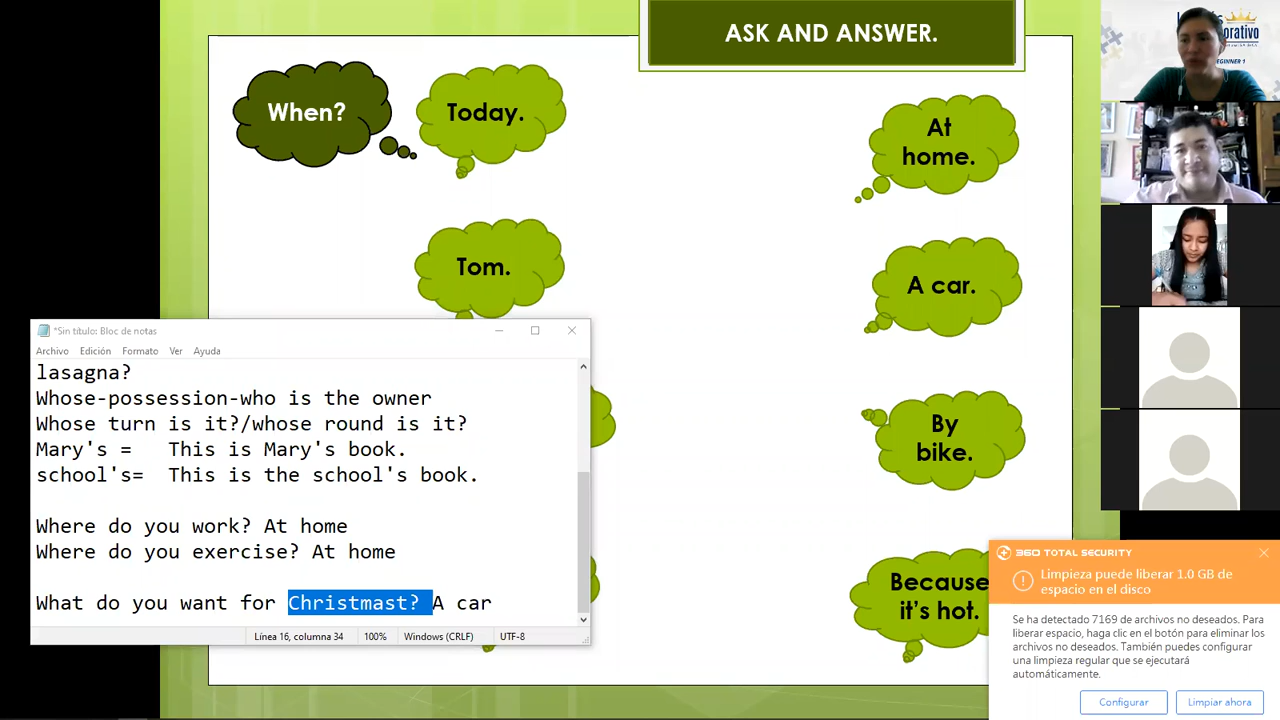 ASK AND ANSWER.
When?
Today.
At
home.
Tom.
A car.
By
bike.
Because
it's hot.
*Sin título: Bloc de notas
Archivo Edición Formato Ver Ayuda
lasagna?
Whose-possession-who is the owner
Whose turn is it?/whose round is it?
Mary's = This is Mary's book.
school's= This is the school's book.
Where do you work? At home
Where do you exercise? At home
What do you want for Christmast? A car
Línea 16, columna 34 100% Windows (CRLF) UTF-8
360 TOTAL SECURITY
Limpieza puede liberar 1.0 GB de
espacio en el disco
Se ha detectado 7169 de archivos no deseados. Para
liberar espacio, haga clic en el botón para eliminar los
archivos no deseados. También puedes configurar
una limpieza regular que se ejecutará
automáticamente.
Configurar
Limpiar ahora